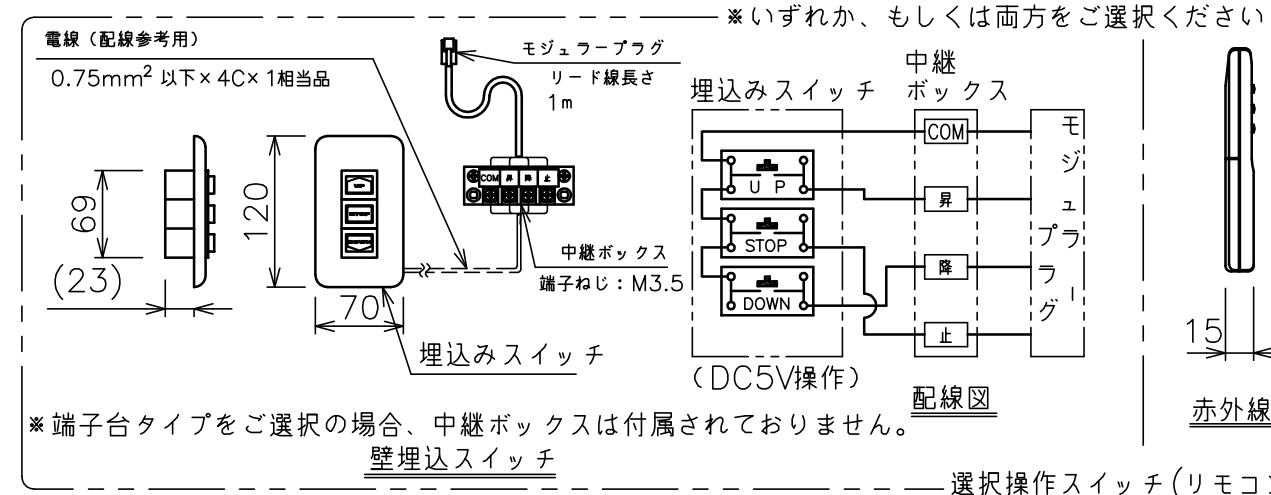 ※いずれか、もしくは両方をご選択ください
電線（配線参考用）
0.75mm² 以下×4C×1相当品
モジュラープラグ
リード線長さ
1m
COM 昇 降 止
中継ボックス
端子ねじ：M3.5
69
(23)
120
70
UP
埋込みスイッチ
埋込みスイッチ
中継
ボックス
モジュラープラグ
COM
UP
昇
STOP
降
DOWN
止
(DC5V操作)
配線図
15
赤外線
※端子台タイプをご選択の場合、中継ボックスは付属されておりません。
壁埋込スイッチ
選択操作スイッチ(リモコン